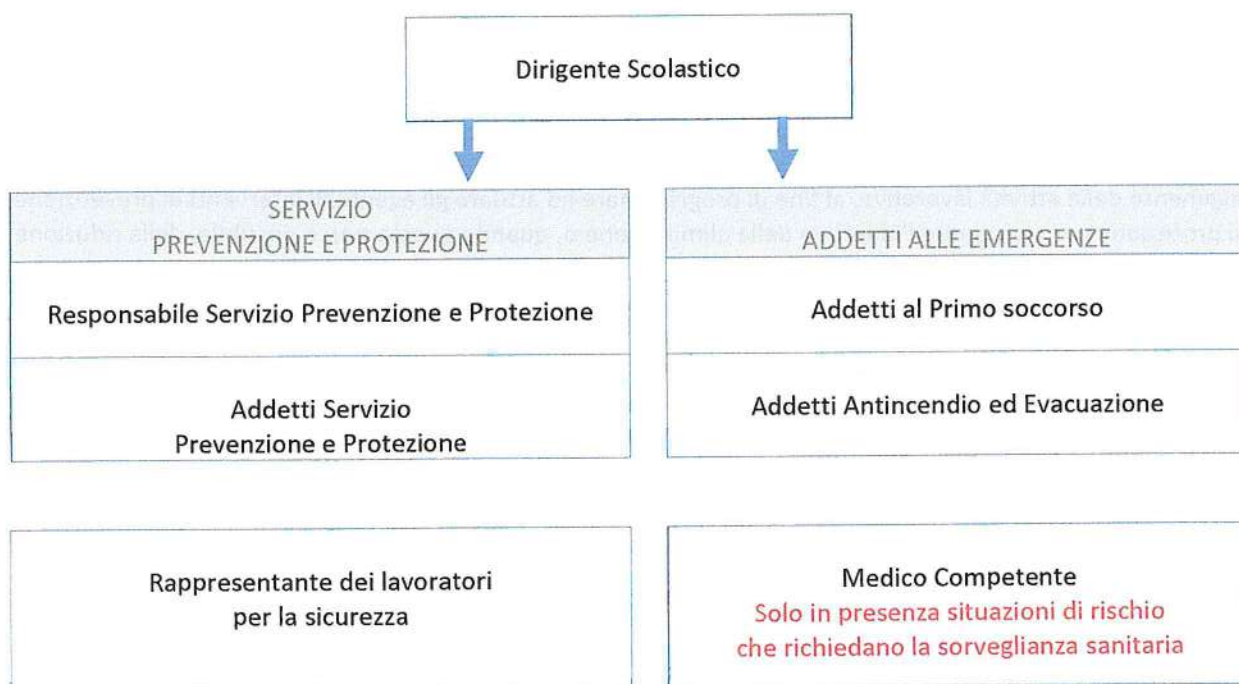 Dirigente Scolastico
SERVIZIO
PREVENZIONE E PROTEZIONE
Responsabile Servizio Prevenzione e Protezione
Addetti Servizio
Prevenzione e Protezione
ADDETTI ALLE EMERGENZE
Addetti al Primo soccorso
Addetti Antincendio ed Evacuazione
Rappresentante dei lavoratori
per la sicurezza
Medico Competente
Solo in presenza situazioni di rischio
che richiedano la sorveglianza sanitaria